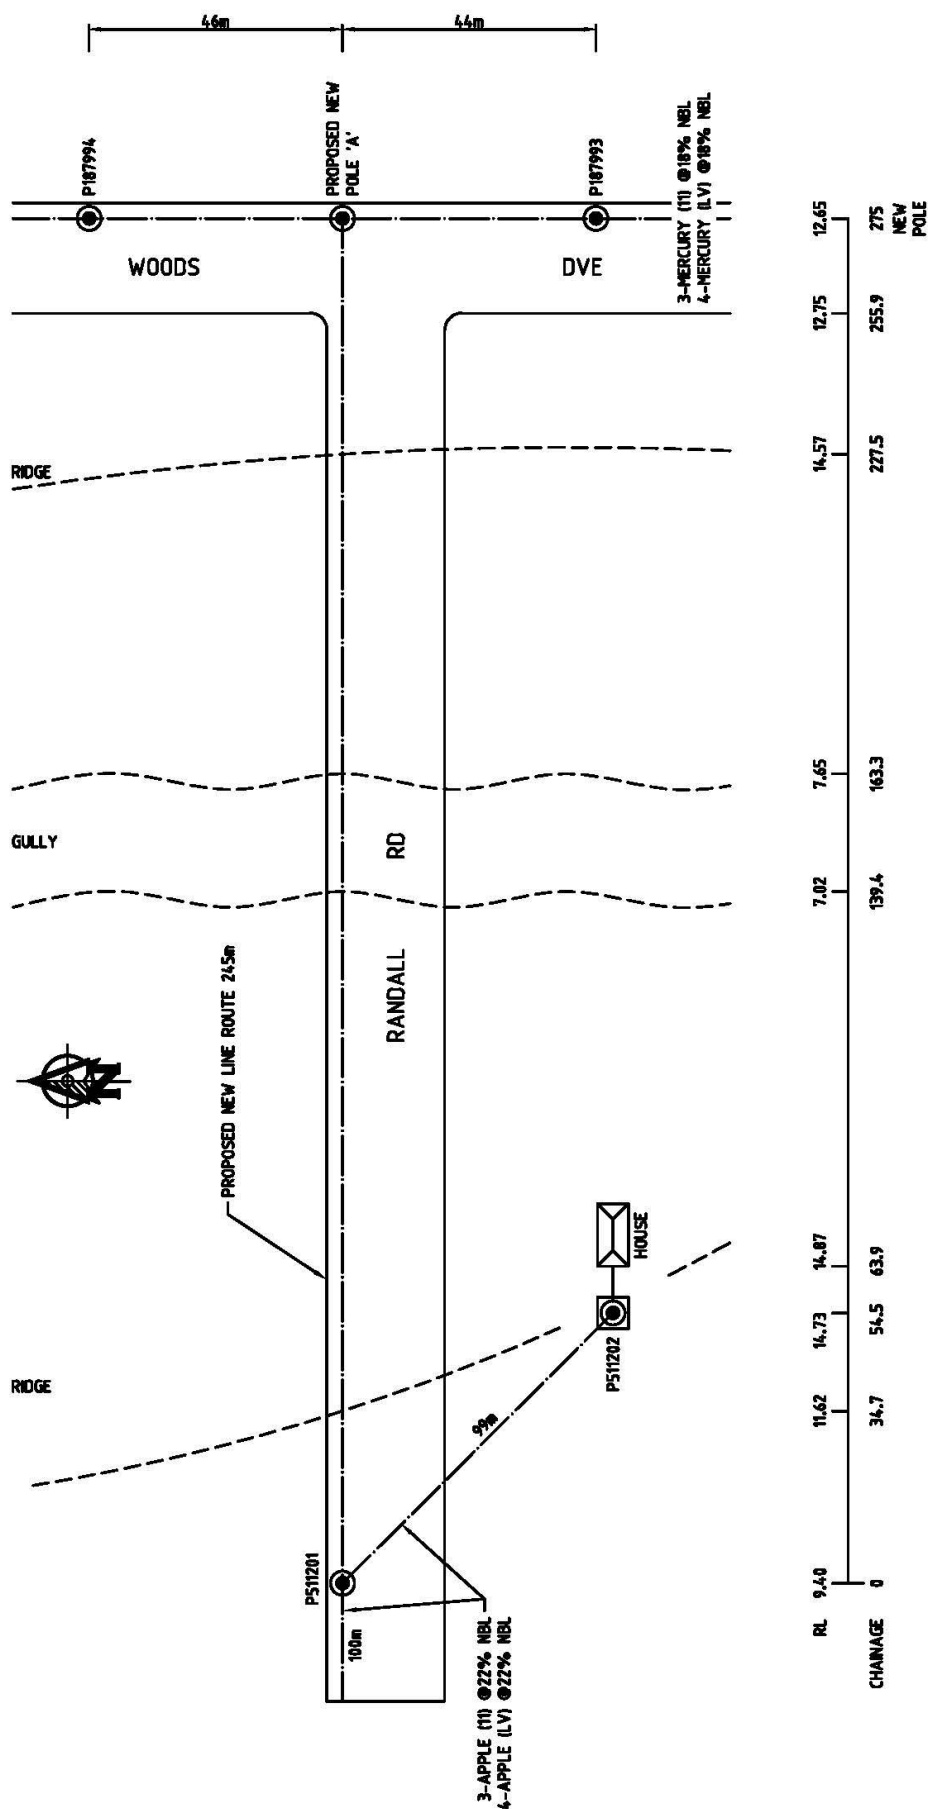 46m
44m
P187994
PROPOSED NEW
POLE 'A'
P187993
3-MERCURY (11) @18% NBL
4-MERCURY (LV) @18% NBL
WOODS
DVE
RIDGE
GULLY
RD
RANDALL
PROPOSED NEW LINE ROUTE 245m
N
HOUSE
P511202
RIDGE
99m
P511201
100m
3-APPLE (11) @22% NBL
4-APPLE (LV) @22% NBL
RL
9.40
11.62
14.73
14.87
7.02
7.65
14.57
12.75
12.65
CHAINAGE
0
34.7
54.5
63.9
139.4
163.3
227.5
255.9
275
NEW
POLE